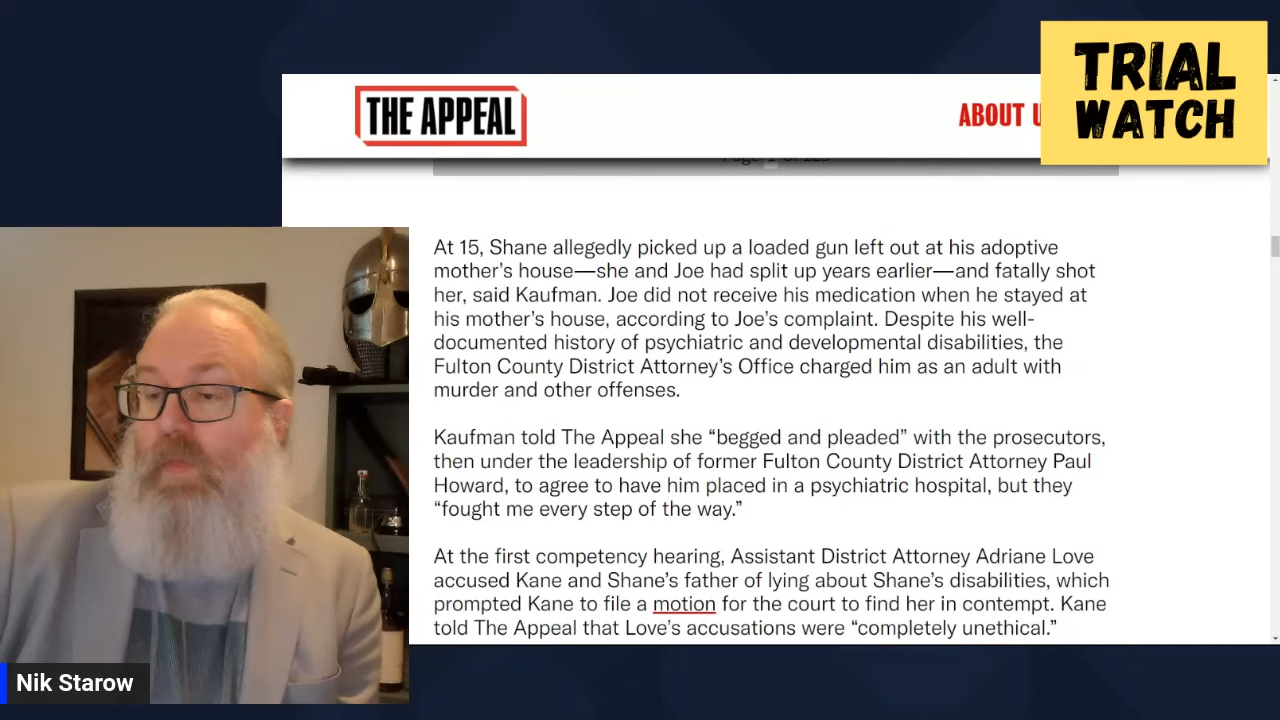 TRIAL
WATCH
THE APPEAL
ABOUT U
At 15, Shane allegedly picked up a loaded gun left out at his adoptive
mother’s house—she and Joe had split up years earlier—and fatally shot
her, said Kaufman. Joe did not receive his medication when he stayed at
his mother’s house, according to Joe’s complaint. Despite his well-
documented history of psychiatric and developmental disabilities, the
Fulton County District Attorney’s Office charged him as an adult with
murder and other offenses.
Kaufman told The Appeal she “begged and pleaded” with the prosecutors,
then under the leadership of former Fulton County District Attorney Paul
Howard, to agree to have him placed in a psychiatric hospital, but they
“fought me every step of the way.”
At the first competency hearing, Assistant District Attorney Adriane Love
accused Kane and Shane’s father of lying about Shane’s disabilities, which
prompted Kane to file a motion for the court to find her in contempt. Kane
told The Appeal that Love’s accusations were “completely unethical.”
Nik Starow